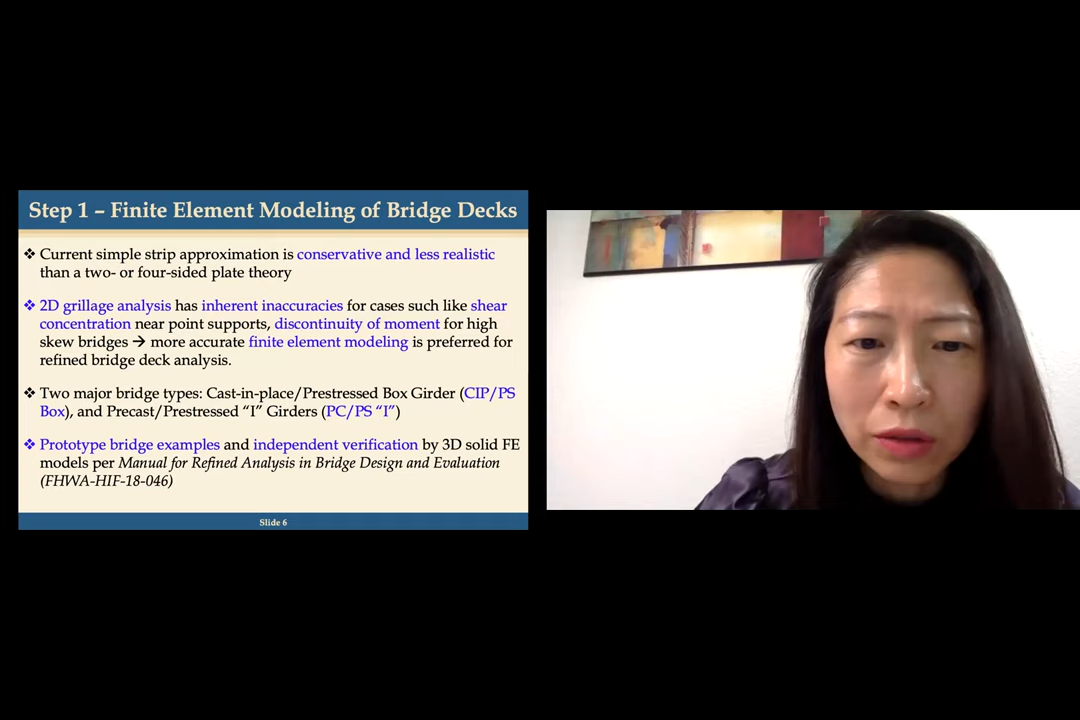 Step 1 – Finite Element Modeling of Bridge Decks
❖ Current simple strip approximation is conservative and less realistic
than a two- or four-sided plate theory
❖ 2D grillage analysis has inherent inaccuracies for cases such like shear
concentration near point supports, discontinuity of moment for high
skew bridges → more accurate finite element modeling is preferred for
refined bridge deck analysis.
❖ Two major bridge types: Cast-in-place/Prestressed Box Girder (CIP/PS
Box), and Precast/Prestressed “I” Girders (PC/PS “I”)
❖ Prototype bridge examples and independent verification by 3D solid FE
models per Manual for Refined Analysis in Bridge Design and Evaluation
(FHWA-HIF-18-046)
Slide 6